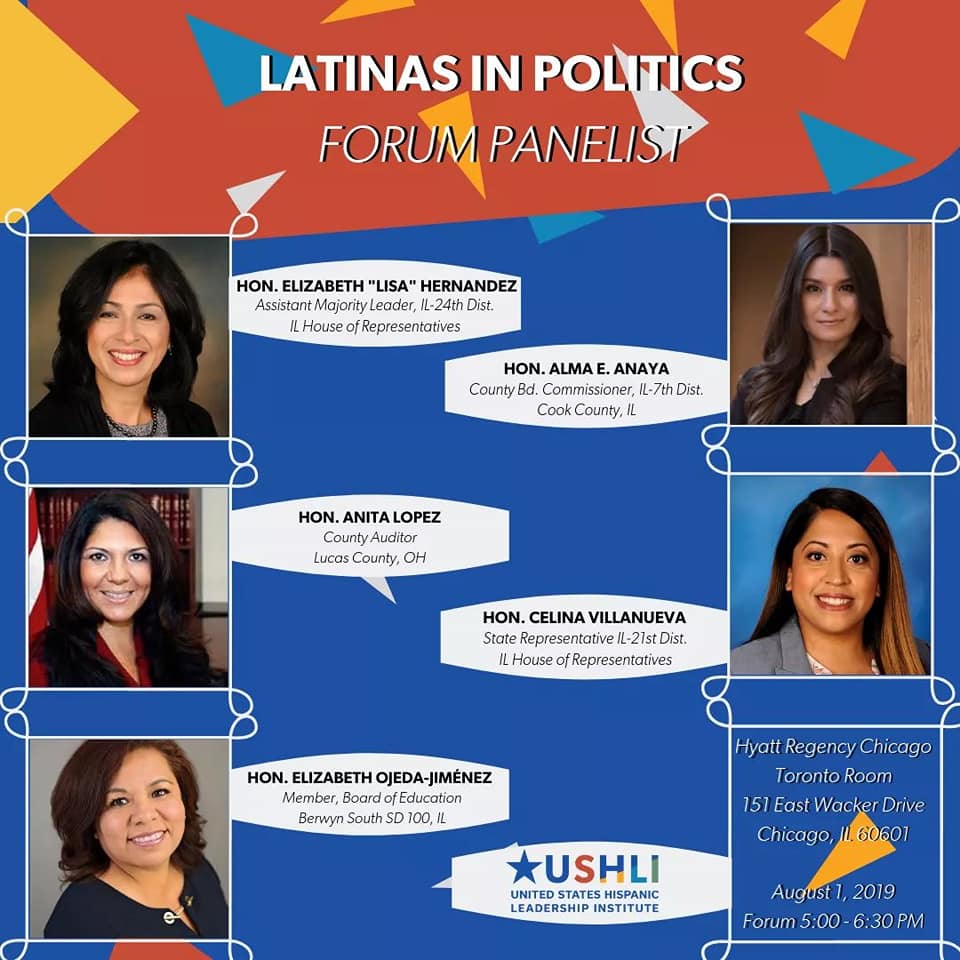 LATINAS IN POLITICS
FORUM PANELIST
HON. ELIZABETH "LISA" HERNANDEZ
Assistant Majority Leader, IL-24th Dist.
IL House of Representatives
HON. ALMA E. ANAYA
County Bd. Commissioner, IL-7th Dist.
Cook County, IL
HON. ANITA LOPEZ
County Auditor
Lucas County, OH
HON. CELINA VILLANUEVA
State Representative IL-21st Dist.
IL House of Representatives
HON. ELIZABETH OJEDA-JIMÉNEZ
Member, Board of Education
Berwyn South SD 100, IL
USHLI
UNITED STATES HISPANIC
LEADERSHIP INSTITUTE
Hyatt Regency Chicago
Toronto Room
151 East Wacker Drive
Chicago, IL 60601
August 1, 2019
Forum 5:00 - 6:30 PM